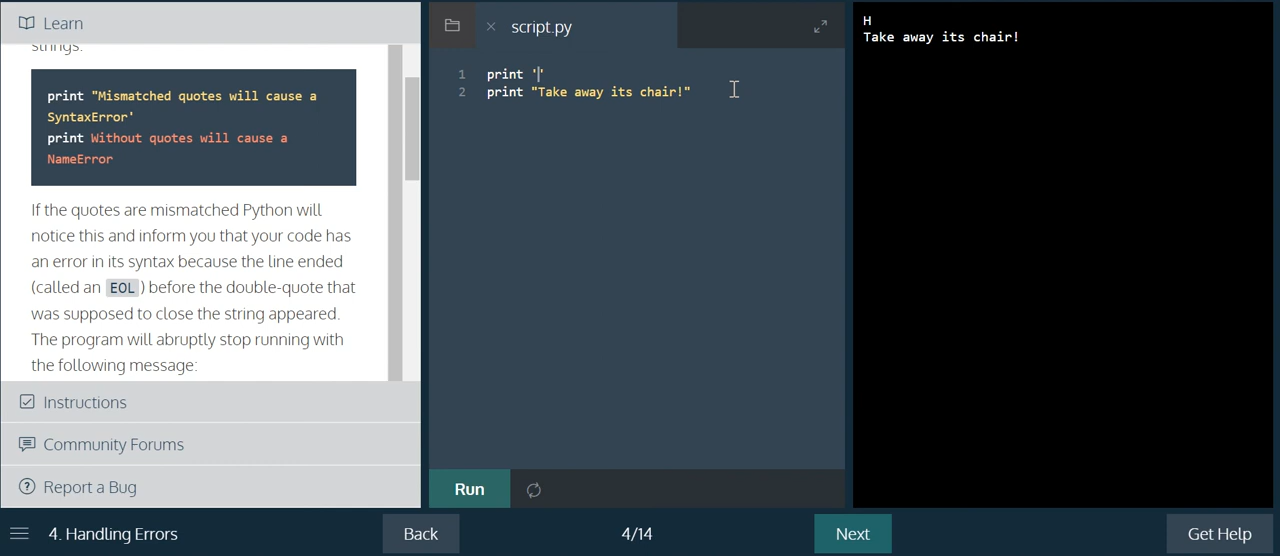 Learn
strings.
print "Mismatched quotes will cause a
SyntaxError'
print Without quotes will cause a
NameError
If the quotes are mismatched Python will
notice this and inform you that your code has
an error in its syntax because the line ended
(called an EOL ) before the double-quote that
was supposed to close the string appeared.
The program will abruptly stop running with
the following message:
Instructions
Community Forums
Report a Bug
script.py
1 print ''
2 print "Take away its chair!"
Run
H
Take away its chair!
4. Handling Errors
Back
4/14
Next
Get Help